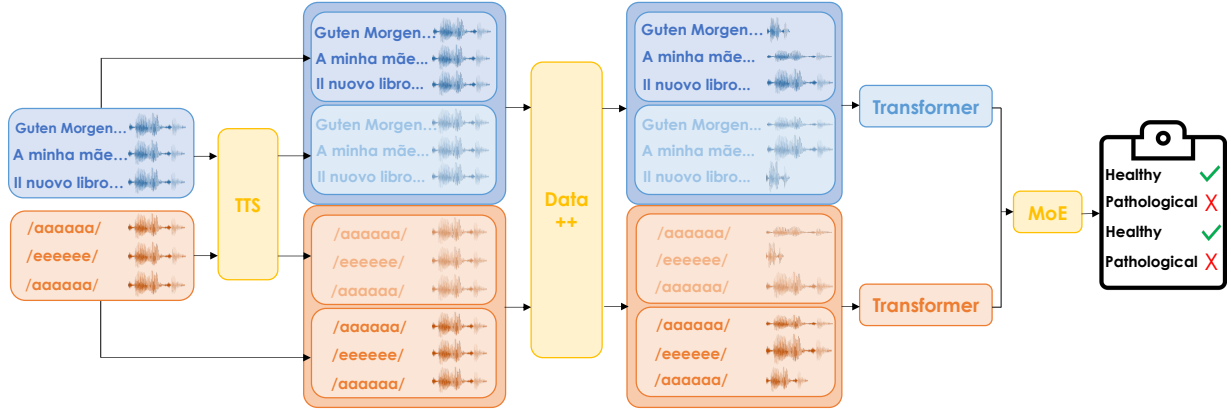 Guten Morgen...
A minha mãe...
Il nuovo libro...
/aaaaaa/
/eeeeee/
/aaaaaa/
TTS
Guten Morgen...
A minha mãe...
Il nuovo libro...
Guten Morgen...
A minha mãe...
Il nuovo libro...
/aaaaaa/
/eeeeee/
/aaaaaa/
/aaaaaa/
/eeeeee/
/aaaaaa/
Data
++
Guten Morgen...
A minha mãe...
Il nuovo libro...
Guten Morgen...
A minha mãe...
Il nuovo libro...
/aaaaaa/
/eeeeee/
/aaaaaa/
/aaaaaa/
/eeeeee/
/aaaaaa/
Transformer
Transformer
MoE
Healthy
Pathological
Healthy
Pathological